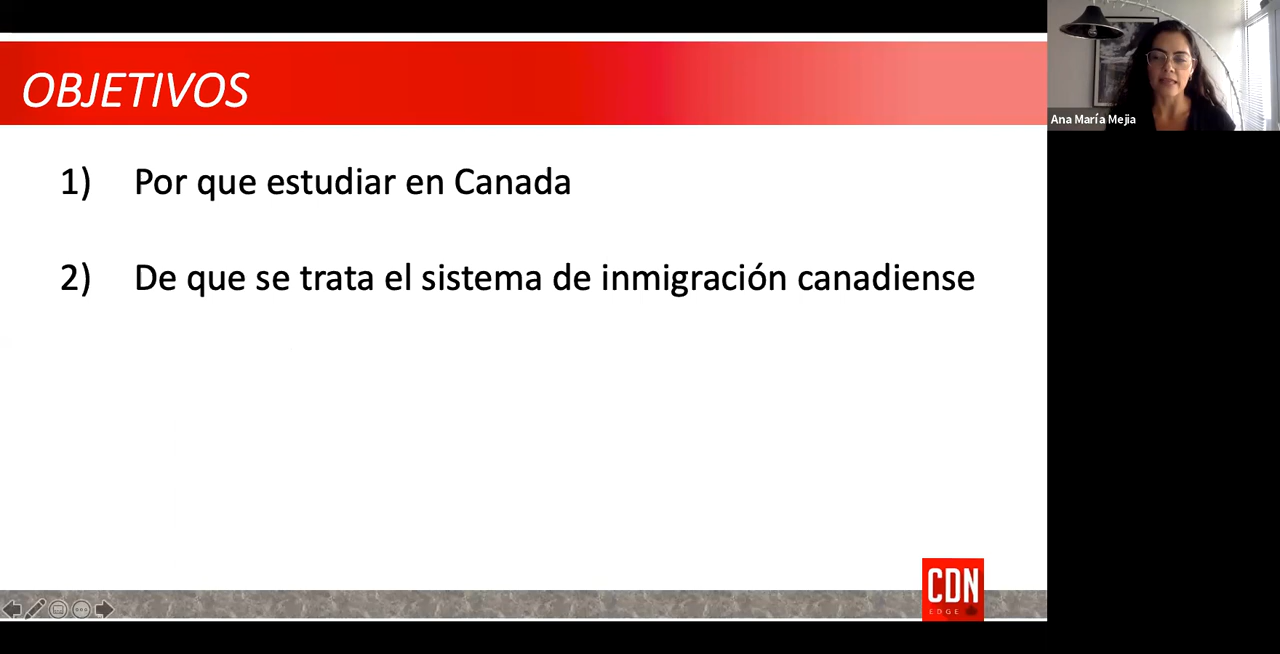 OBJETIVOS
Ana María Mejia
1) Por que estudiar en Canada
2) De que se trata el sistema de inmigración canadiense
CDN
EDGE